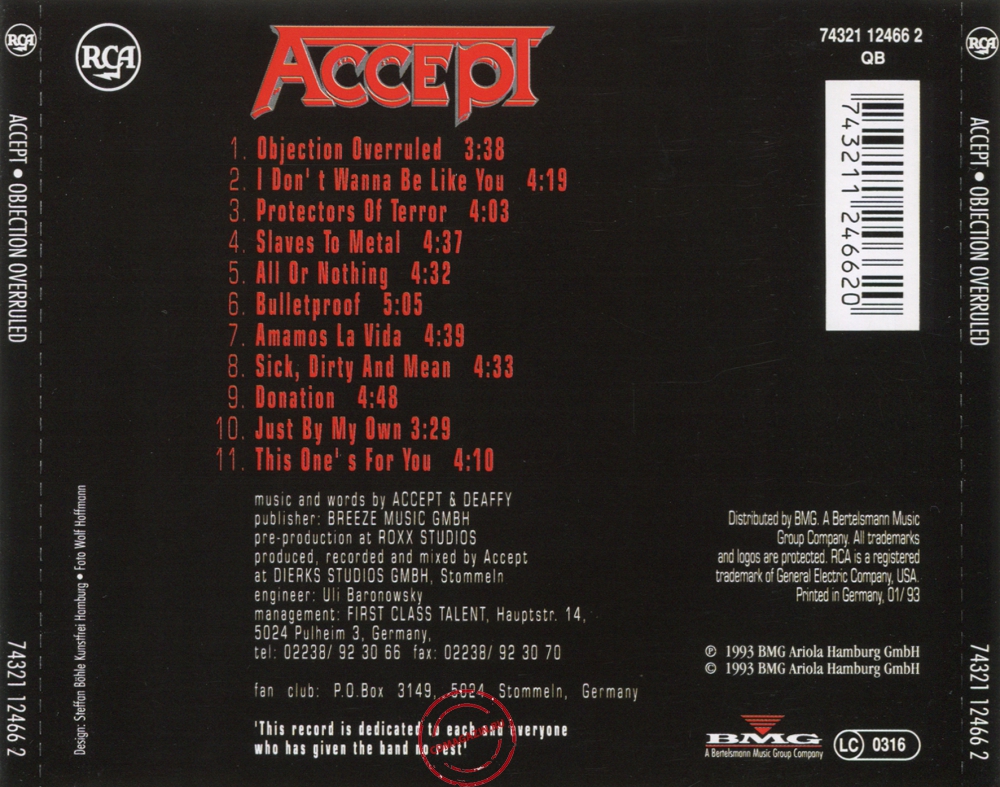 RCA
ACCEPT
74321 12466 2
QB
1. Objection Overruled 3:38
2. I Don't Wanna Be Like You 4:19
3. Protectors Of Terror 4:03
4. Slaves To Metal 4:37
5. All Or Nothing 4:32
6. Bulletproof 5:05
7. Amamos La Vida 4:39
8. Sick, Dirty And Mean 4:33
9. Donation 4:48
10. Just By My Own 3:29
11. This One's For You 4:10
7 43211 24662 0
music and words by ACCEPT & DEAFFY
publisher: BREEZE MUSIC GMBH
pre-production at ROXX STUDIOS
produced, recorded and mixed by Accept
at DIERKS STUDIOS GMBH, Stommeln
engineer: Uli Baronowsky
management: FIRST CLASS TALENT, Hauptstr. 14,
5024 Pulheim 3, Germany,
tel: 02238/ 92 30 66 fax: 02238/ 92 30 70
fan club: P.O.Box 3149, 5024 Stommeln, Germany
'This record is dedicated to each and everyone
who has given the band no rest'
Distributed by BMG. A Bertelsmann Music
Group Company. All trademarks
and logos are protected. RCA is a registered
trademark of General Electric Company, USA.
Printed in Germany, 01/93
℗ 1993 BMG Ariola Hamburg GmbH
© 1993 BMG Ariola Hamburg GmbH
BMG
A Bertelsmann Music Group Company
LC 0316
Design: Steffan Böhle Kunstfrei Hamburg • Foto Wolf Hoffmann
RCA
ACCEPT • OBJECTION OVERRULED
74321 12466 2
RCA
ACCEPT • OBJECTION OVERRULED
74321 12466 2